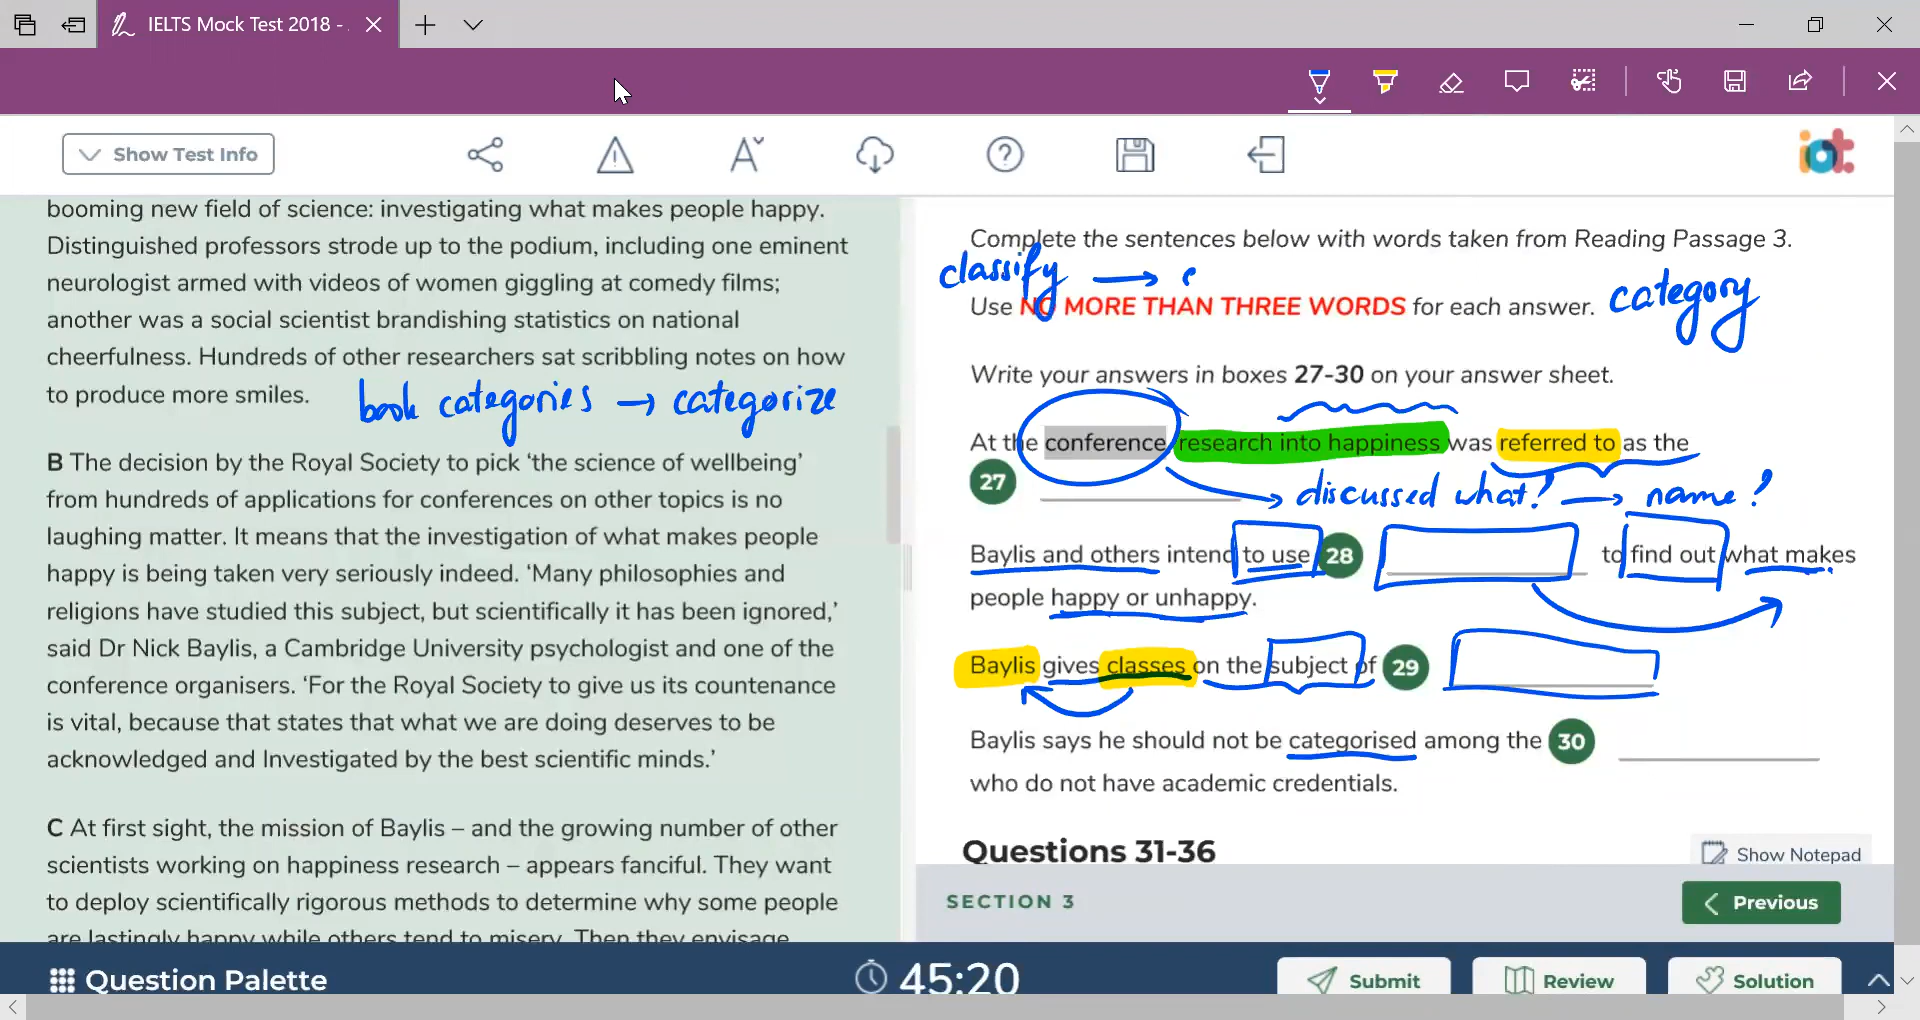 IELTS Mock Test 2018 - .
Show Test Info
iot
booming new field of science: investigating what makes people happy.
Distinguished professors strode up to the podium, including one eminent
neurologist armed with videos of women giggling at comedy films;
another was a social scientist brandishing statistics on national
cheerfulness. Hundreds of other researchers sat scribbling notes on how
to produce more smiles.
book categories → categorize
B The decision by the Royal Society to pick ‘the science of wellbeing’
from hundreds of applications for conferences on other topics is no
laughing matter. It means that the investigation of what makes people
happy is being taken very seriously indeed. ‘Many philosophies and
religions have studied this subject, but scientifically it has been ignored,’
said Dr Nick Baylis, a Cambridge University psychologist and one of the
conference organisers. ‘For the Royal Society to give us its countenance
is vital, because that states that what we are doing deserves to be
acknowledged and Investigated by the best scientific minds.’
C At first sight, the mission of Baylis – and the growing number of other
scientists working on happiness research – appears fanciful. They want
to deploy scientifically rigorous methods to determine why some people
are lastingly happy while others tend to misery. Then they envisage
Complete the sentences below with words taken from Reading Passage 3.
classify → c
Use NO MORE THAN THREE WORDS for each answer.
category
Write your answers in boxes 27-30 on your answer sheet.
At the conference research into happiness was referred to as the
27
discussed what? → name?
Baylis and others intend to use 28 to find out what makes
people happy or unhappy.
Baylis gives classes on the subject of 29
Baylis says he should not be categorised among the 30
who do not have academic credentials.
Questions 31-36
Show Notepad
SECTION 3
Previous
Question Palette
45:20
Submit
Review
Solution